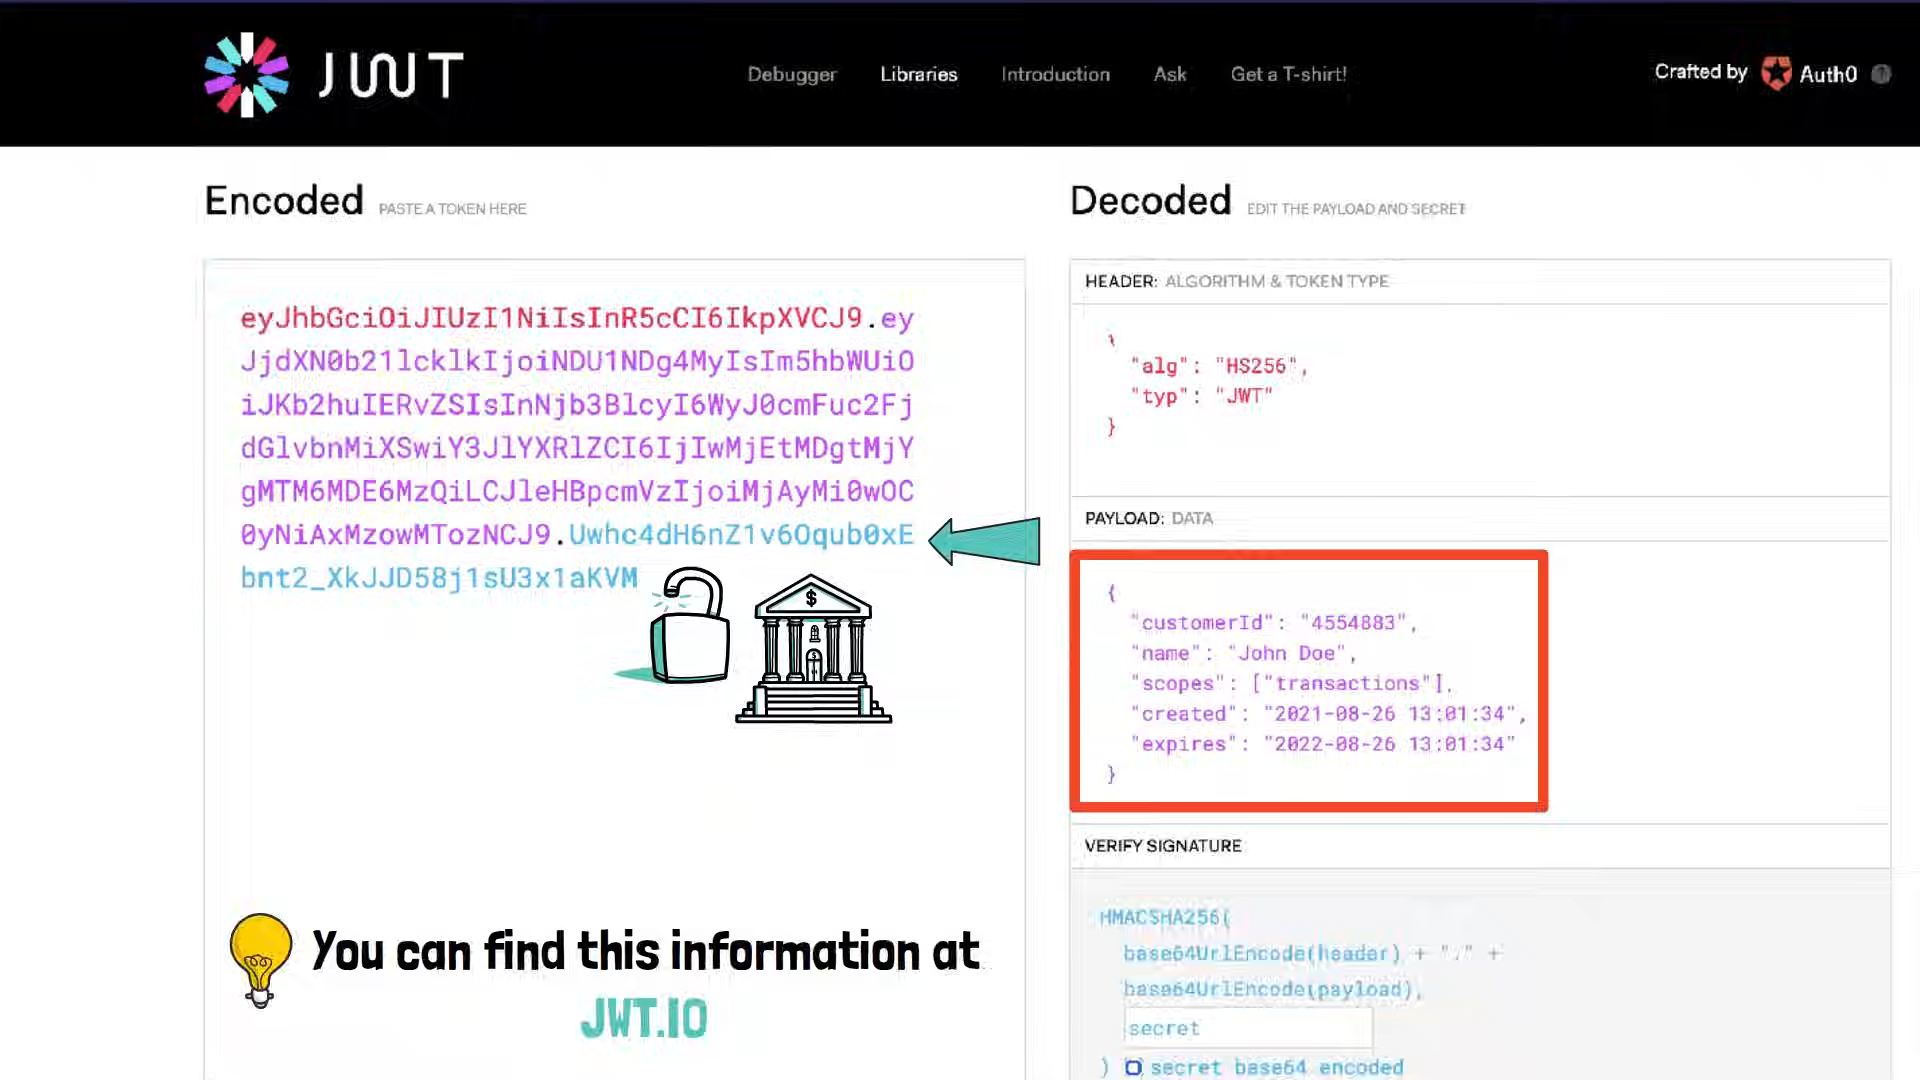 JWT
Debugger
Libraries
Introduction
Ask
Get a T-shirt!
Crafted by
Auth0
Encoded
PASTE A TOKEN HERE
eyJhbGciOiJIUzI1NiIsInR5cCI6IkpXVCJ9.ey
JjdXN0b21lcklkIjoiNDU1NDg4MyIsIm5hbWUiO
iJKb2huIERvZSIsInNjb3BlcyI6WyJ0cmFuc2Fj
dGlvbnMiXSwiY3JlYXRlZCI6IjIwMjEtMDgtMjY
gMTM6MDE6MzQiLCJleHBpcmVzIjoiMjAyMi0wOC
0yNiAxMzowMTozNCJ9.Uwhc4dH6nZ1v6Oqub0xE
bnt2_XkJJD58j1sU3x1aKVM
$
You can find this information at
JWT.IO
Decoded
EDIT THE PAYLOAD AND SECRET
HEADER: ALGORITHM & TOKEN TYPE
{
"alg": "HS256",
"typ": "JWT"
}
PAYLOAD: DATA
{
"customerId": "4554883",
"name": "John Doe",
"scopes": ["transactions"],
"created": "2021-08-26 13:01:34",
"expires": "2022-08-26 13:01:34"
}
VERIFY SIGNATURE
HMACSHA256(
base64UrlEncode(header) + "." +
base64UrlEncode(payload),
secret
) secret base64 encoded